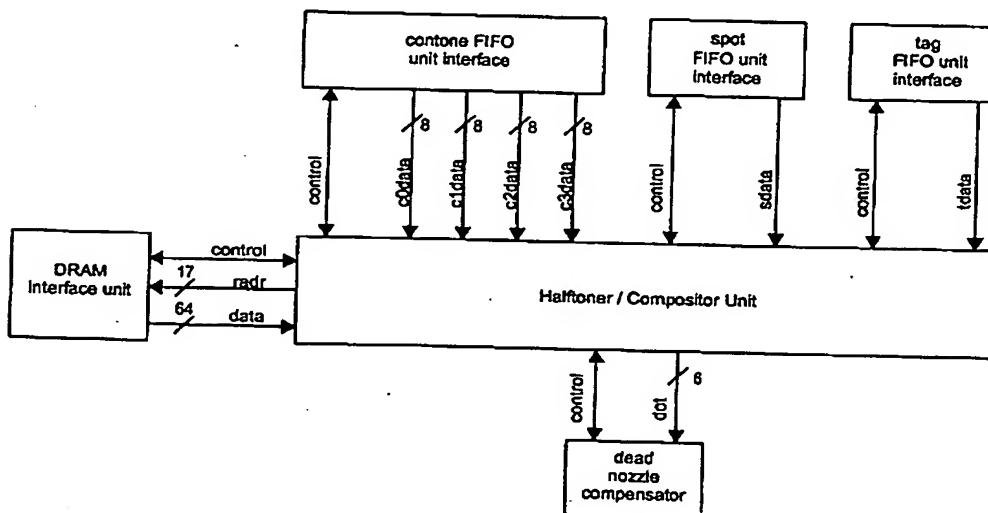 contone FIFO
unit interface
spot
FIFO unit
interface
tag
FIFO unit
interface
8
8
8
8
control
c0data
c1data
c2data
c3data
control
sdata
control
tdata
DRAM
Interface unit
control
17
radr
64
data
Halftoner / Compositor Unit
control
6
dot
dead
nozzle
compensator